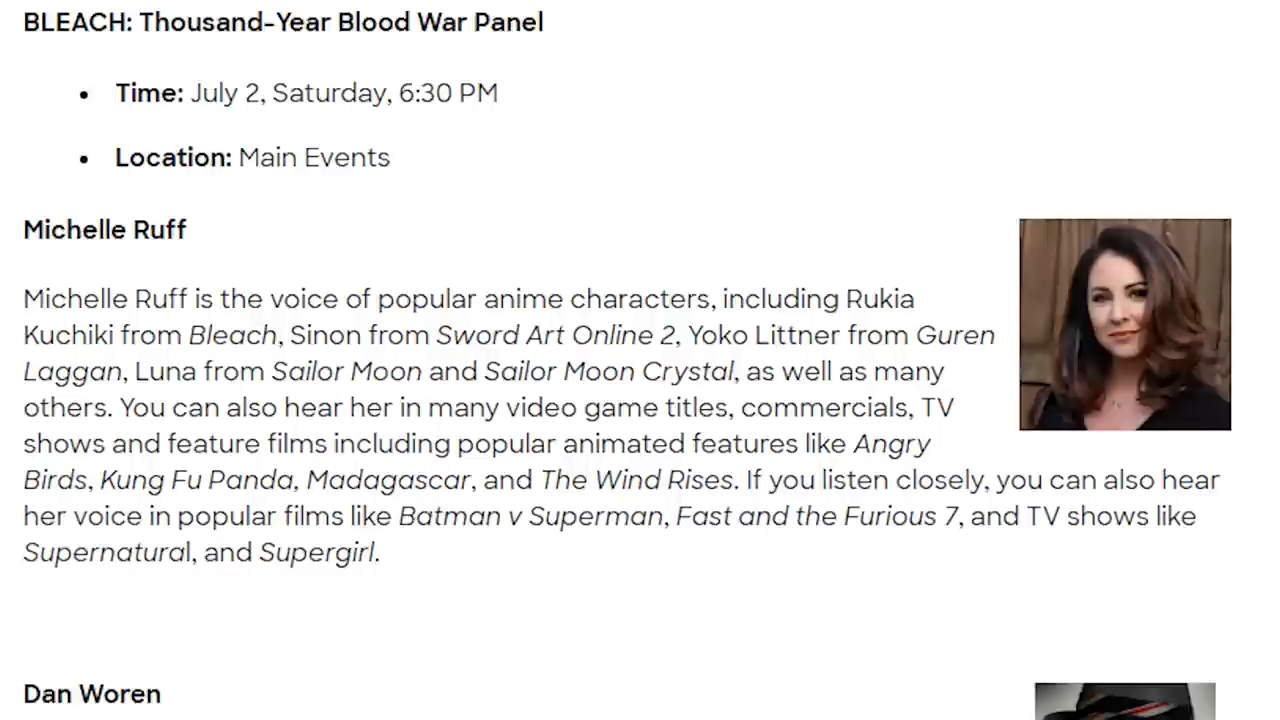 BLEACH: Thousand-Year Blood War Panel
• Time: July 2, Saturday, 6:30 PM
• Location: Main Events
Michelle Ruff
Michelle Ruff is the voice of popular anime characters, including Rukia
Kuchiki from Bleach, Sinon from Sword Art Online 2, Yoko Littner from Guren
Laggan, Luna from Sailor Moon and Sailor Moon Crystal, as well as many
others. You can also hear her in many video game titles, commercials, TV
shows and feature films including popular animated features like Angry
Birds, Kung Fu Panda, Madagascar, and The Wind Rises. If you listen closely, you can also hear
her voice in popular films like Batman v Superman, Fast and the Furious 7, and TV shows like
Supernatural, and Supergirl.
Dan Woren